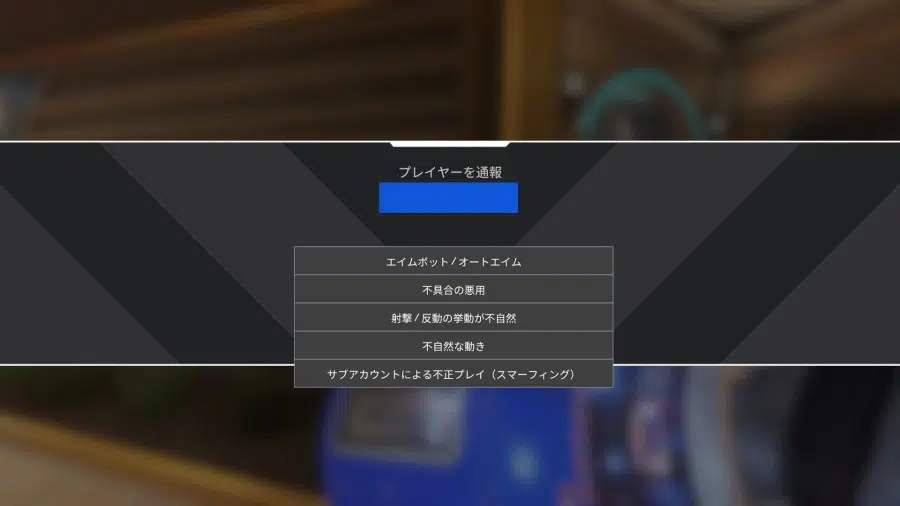 プレイヤーを通報
エイムボット/オートエイム
不具合の悪用
射撃/反動の挙動が不自然
不自然な動き
サブアカウントによる不正プレイ（スマーフィング）